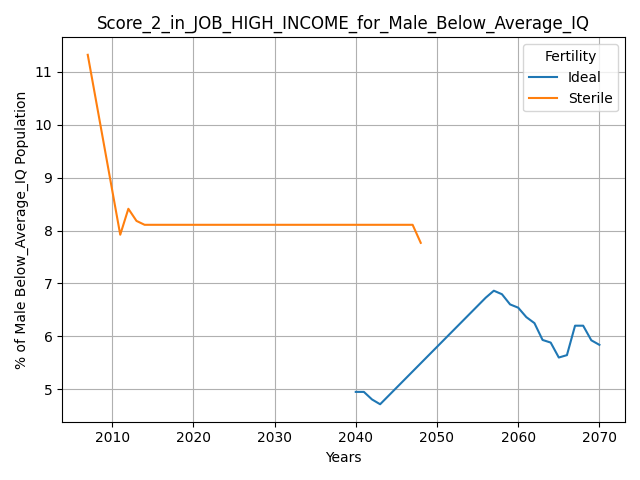 Score_2_in_JOB_HIGH_INCOME_for_Male_Below_Average_IQ
Fertility
Ideal
Sterile
% of Male Below_Average_IQ Population
11
10
9
8
7
6
5
2010 2020 2030 2040 2050 2060 2070
Years